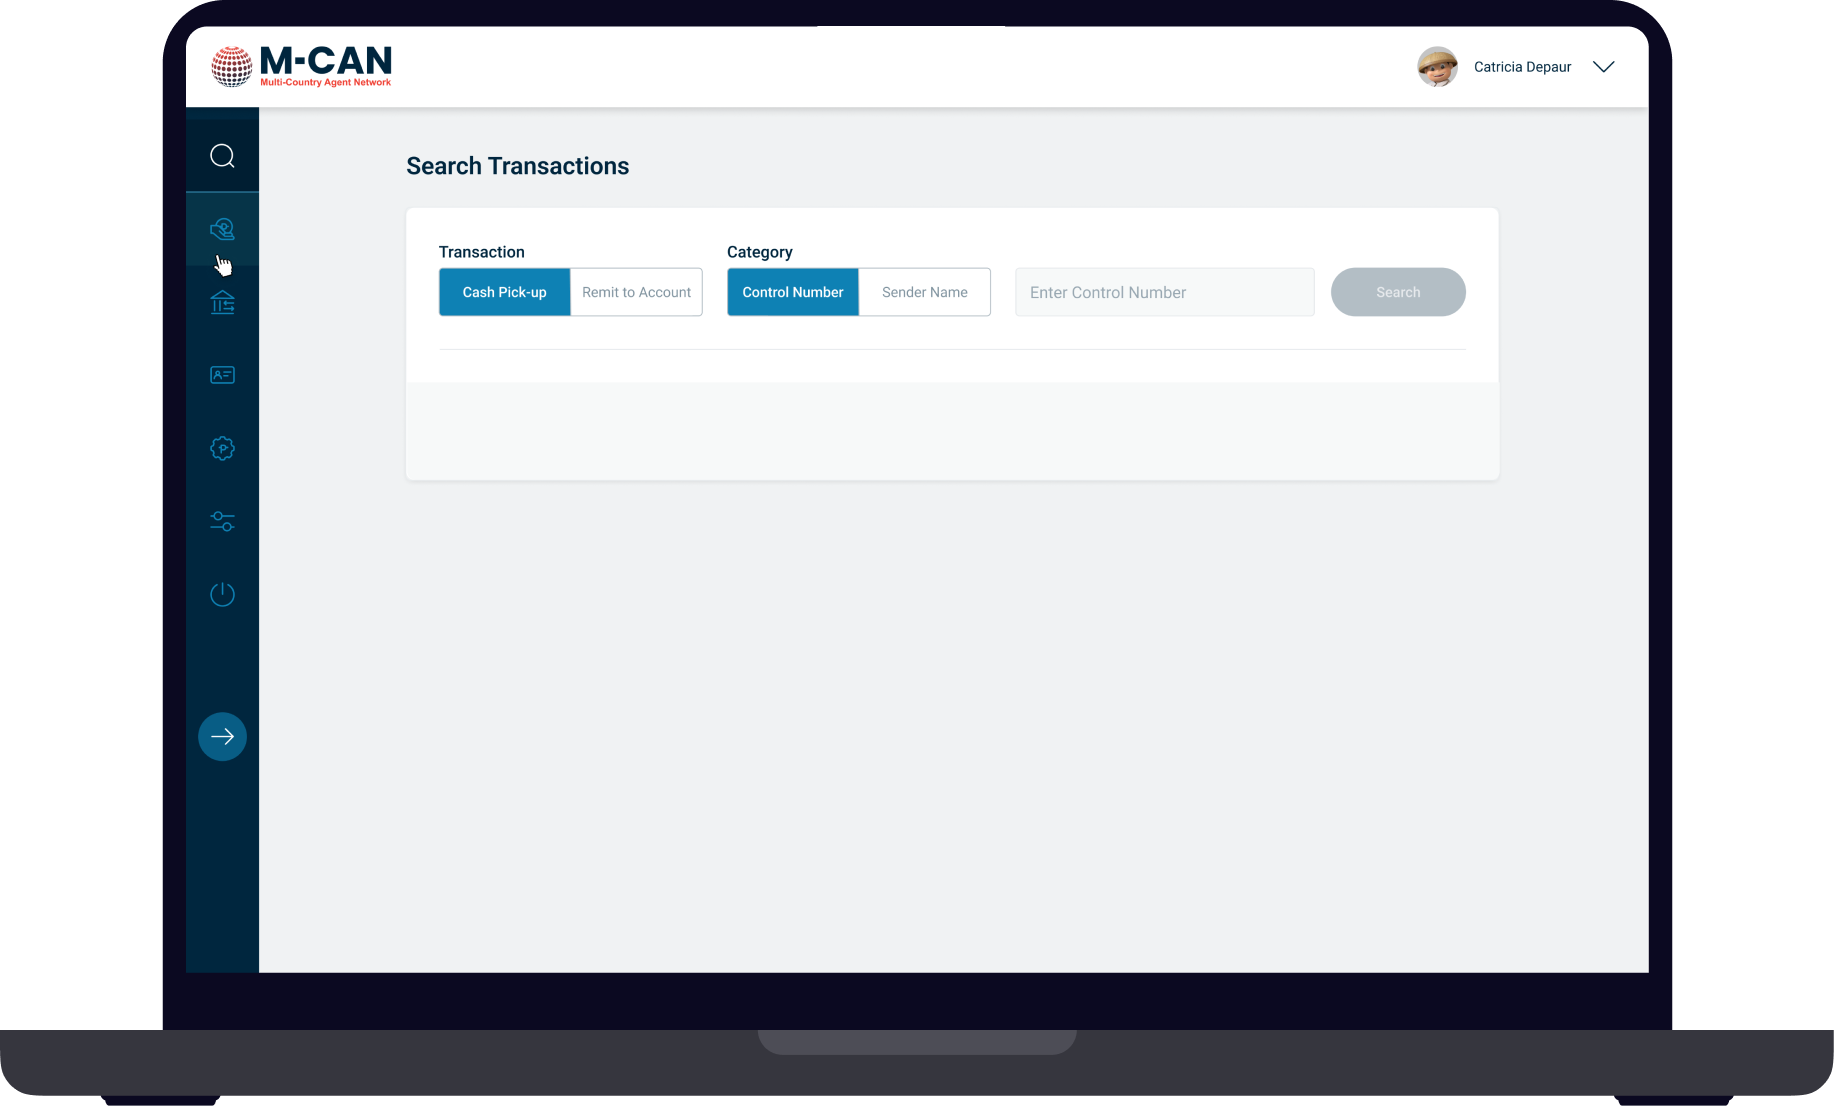 M-CAN
Multi-Country Agent Network
Catricia Depaur
Search Transactions
Transaction
Category
Cash Pick-up
Remit to Account
Control Number
Sender Name
Enter Control Number
Search